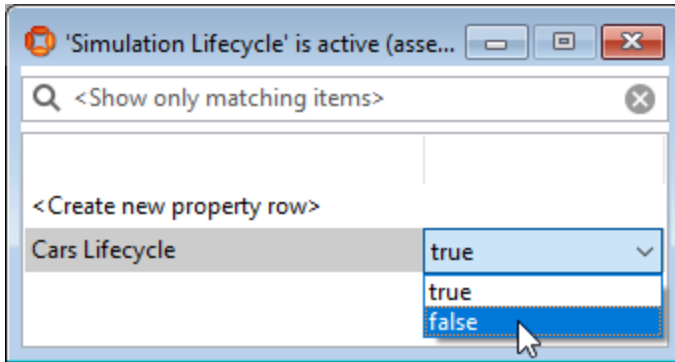 'Simulation Lifecycle' is active (asse...
<Show only matching items>
<Create new property row>
Cars Lifecycle true
true
false